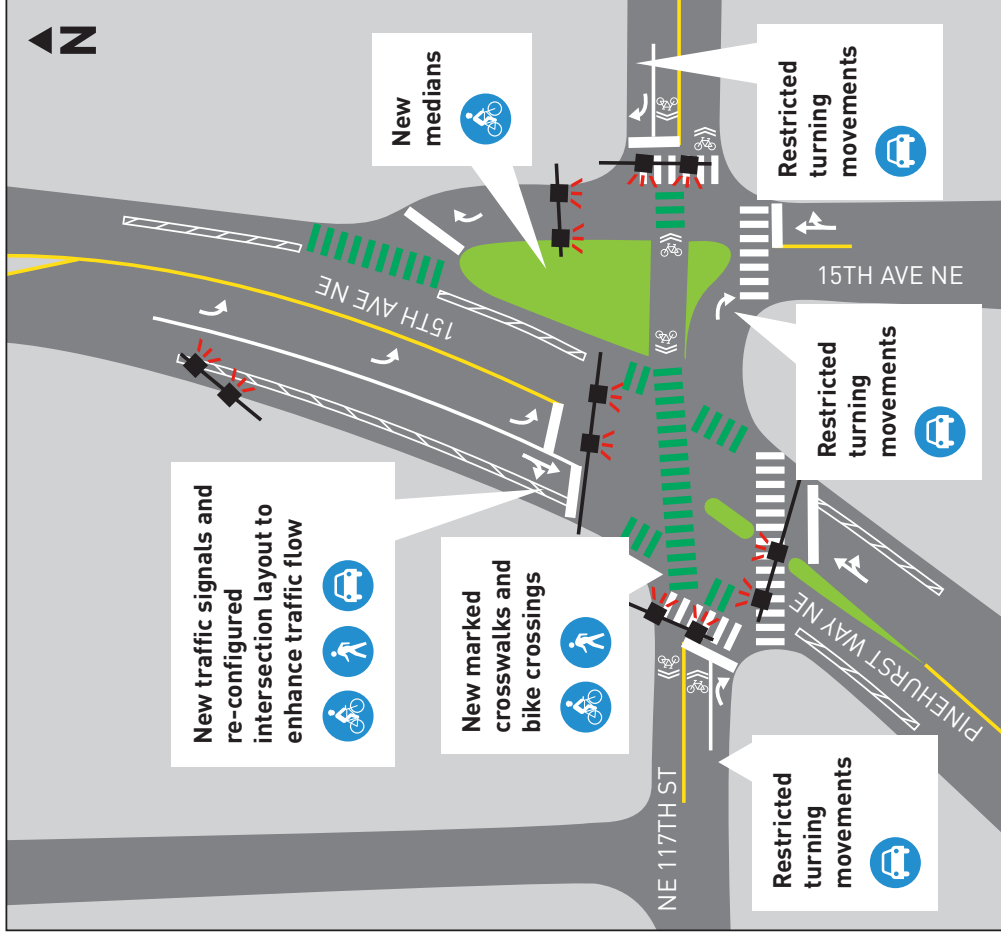 N
New
medians
Restricted
turning
movements
15TH AVE NE
15TH AVE NE
Restricted
turning
movements
New traffic signals and
re-configured
intersection layout to
enhance traffic flow
New marked
crosswalks and
bike crossings
PINEHURST WAY NE
NE 117TH ST
Restricted
turning
movements